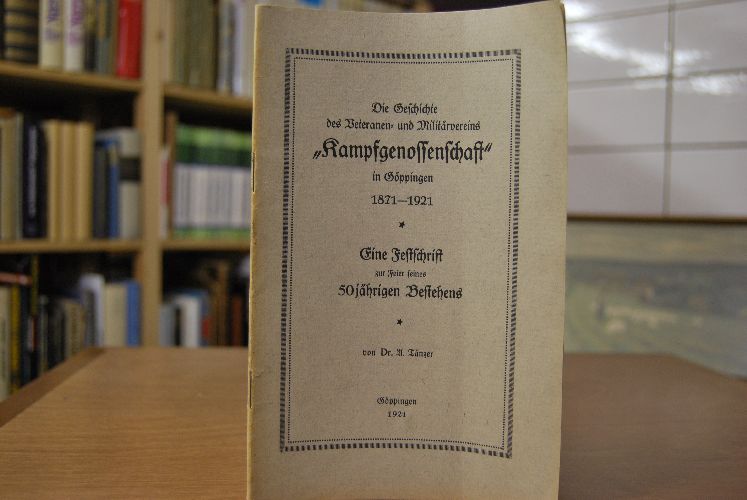 Die Geschichte
des Veteranen- und Militärvereins
„Kampfgenossenschaft“
in Göppingen
1871—1921
*
Eine Festschrift
zur Feier seines
50jährigen Bestehens
*
von Dr. A. Tänzer
Göppingen
1921